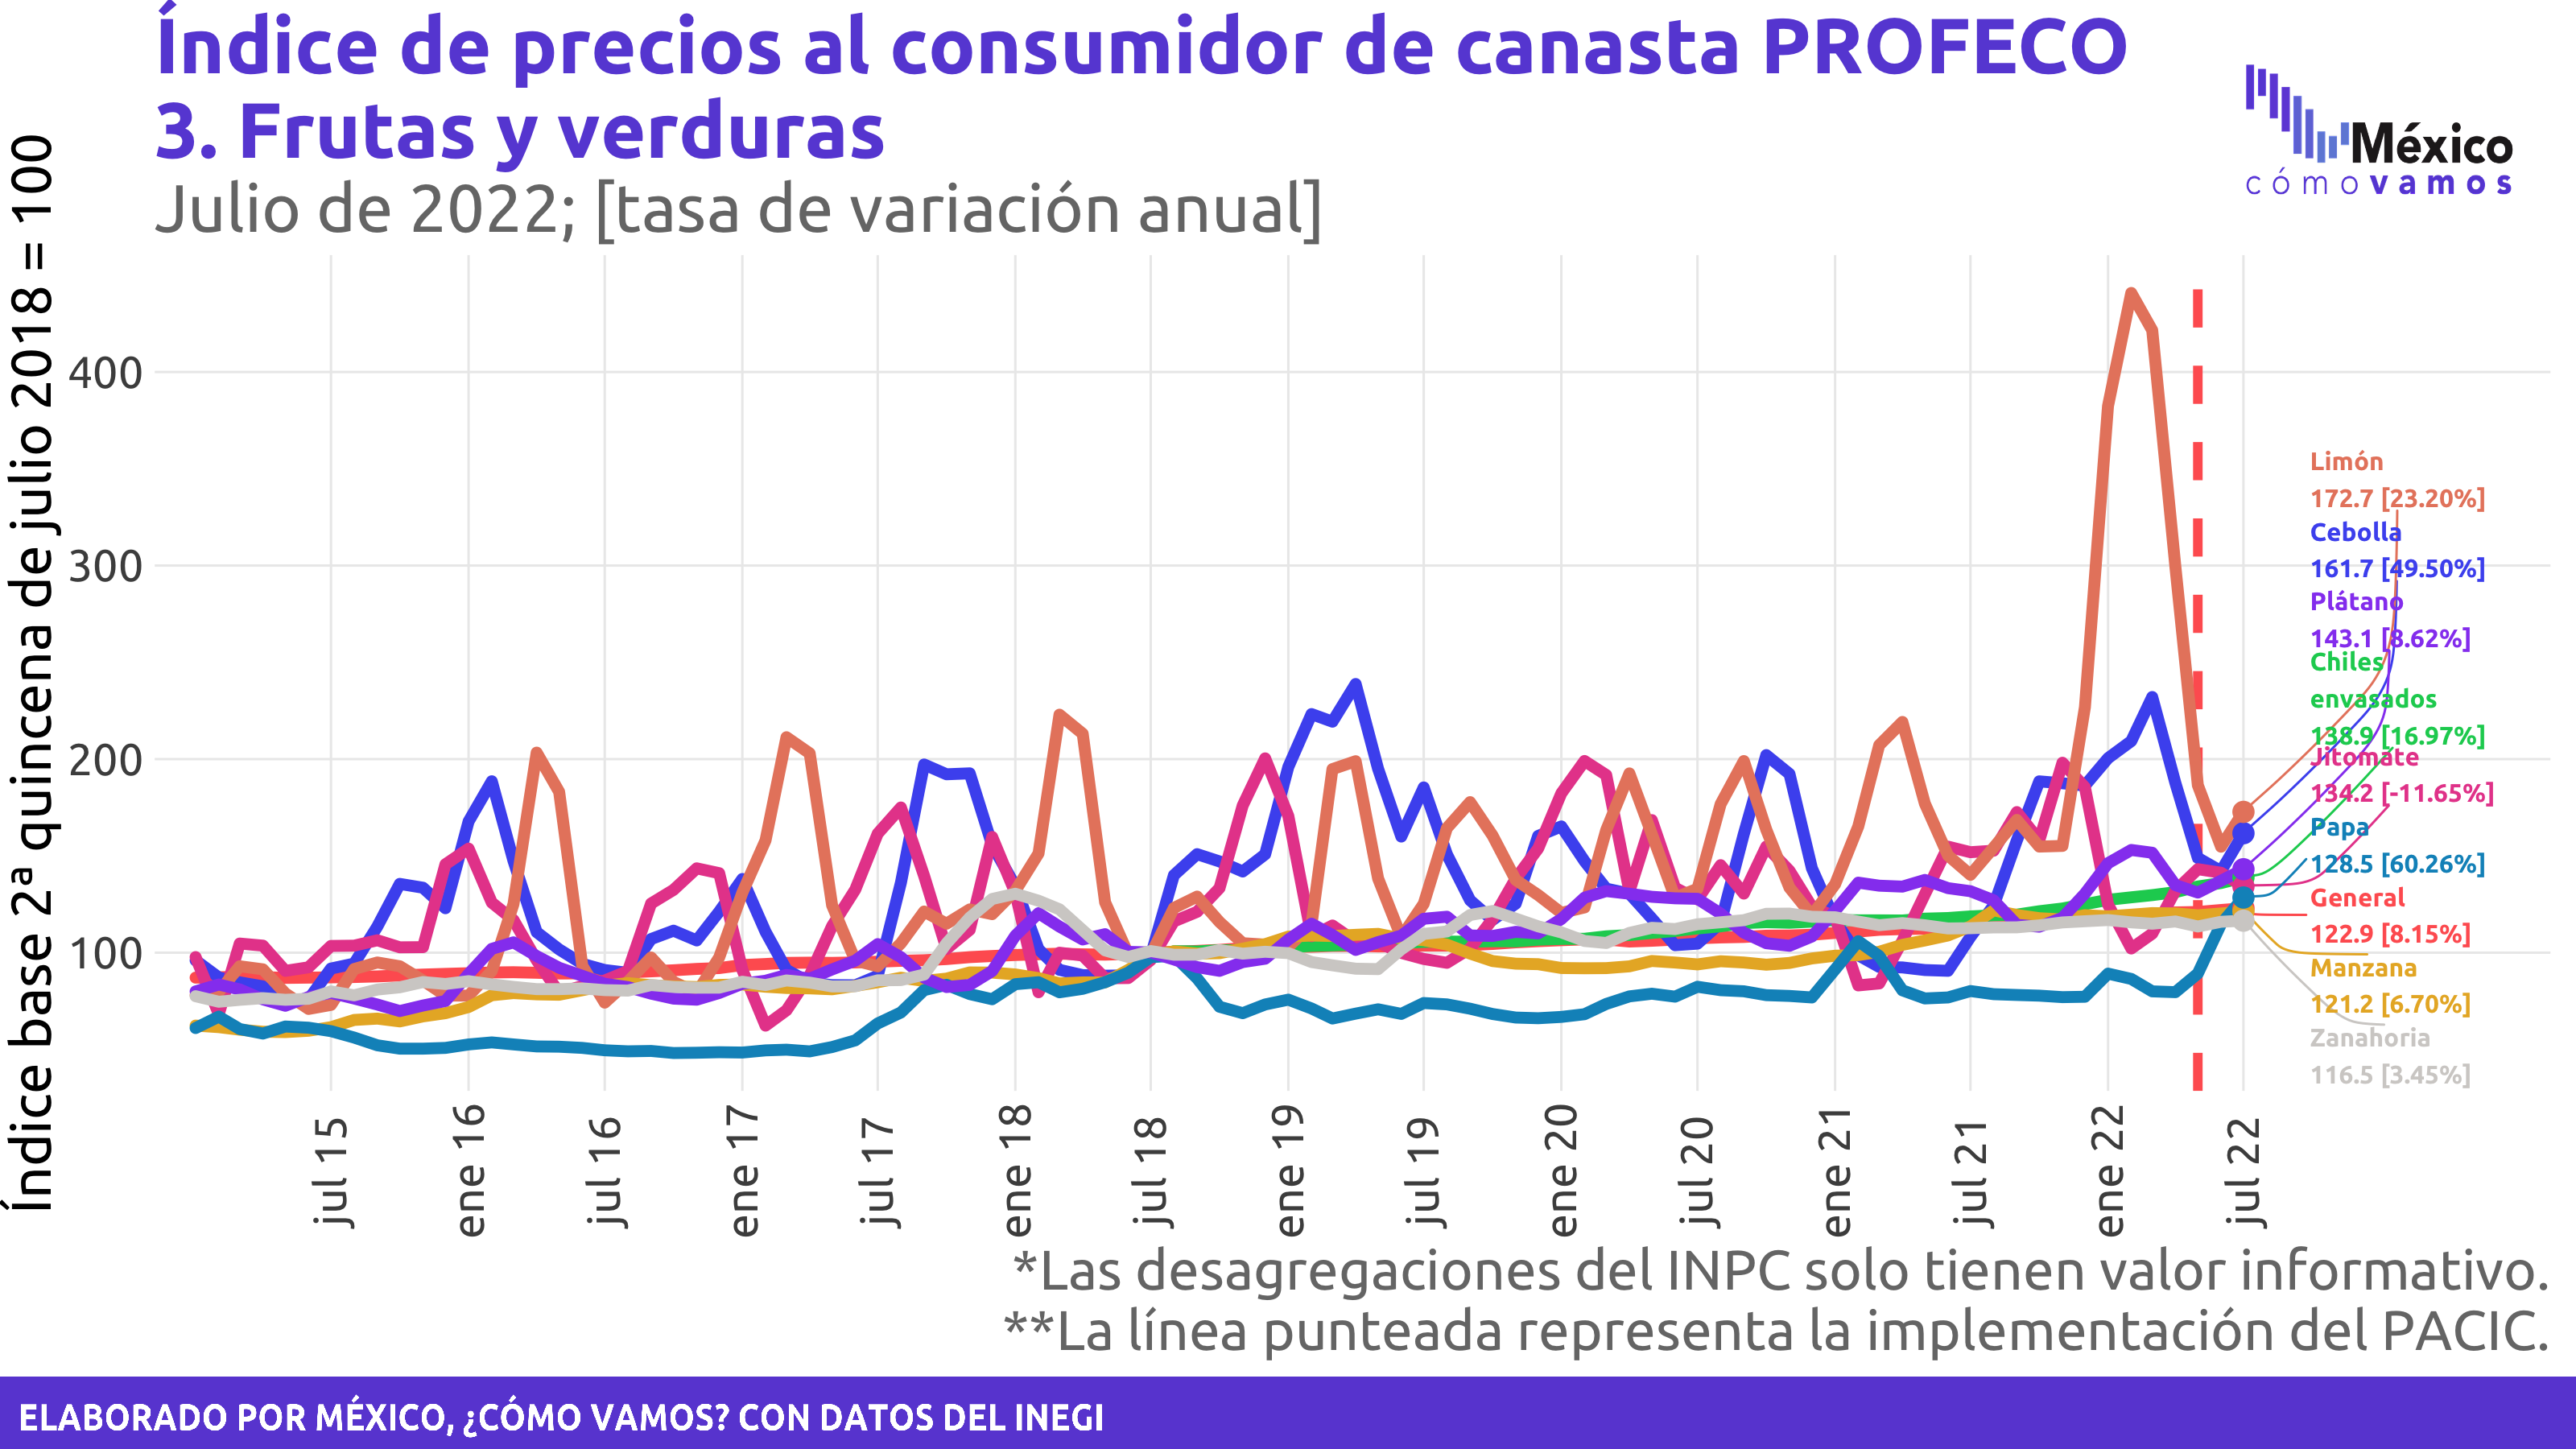 Índice de precios al consumidor de canasta PROFECO
3. Frutas y verduras
Julio de 2022; [tasa de variación anual]
México
cómo vamos
Índice base 2ª quincena de julio 2018 = 100
400
300
200
100
Limón
172.7 [23.20%]
Cebolla
161.7 [49.50%]
Plátano
143.1 [8.62%]
Chiles
envasados
138.9 [16.97%]
Jitomate
134.2 [-11.65%]
Papa
128.5 [60.26%]
General
122.9 [8.15%]
Manzana
121.2 [6.70%]
Zanahoria
116.5 [3.45%]
jul 15
ene 16
jul 16
ene 17
jul 17
ene 18
jul 18
ene 19
jul 19
ene 20
jul 20
ene 21
jul 21
ene 22
jul 22
*Las desagregaciones del INPC solo tienen valor informativo.
**La línea punteada representa la implementación del PACIC.
ELABORADO POR MÉXICO, ¿CÓMO VAMOS? CON DATOS DEL INEGI